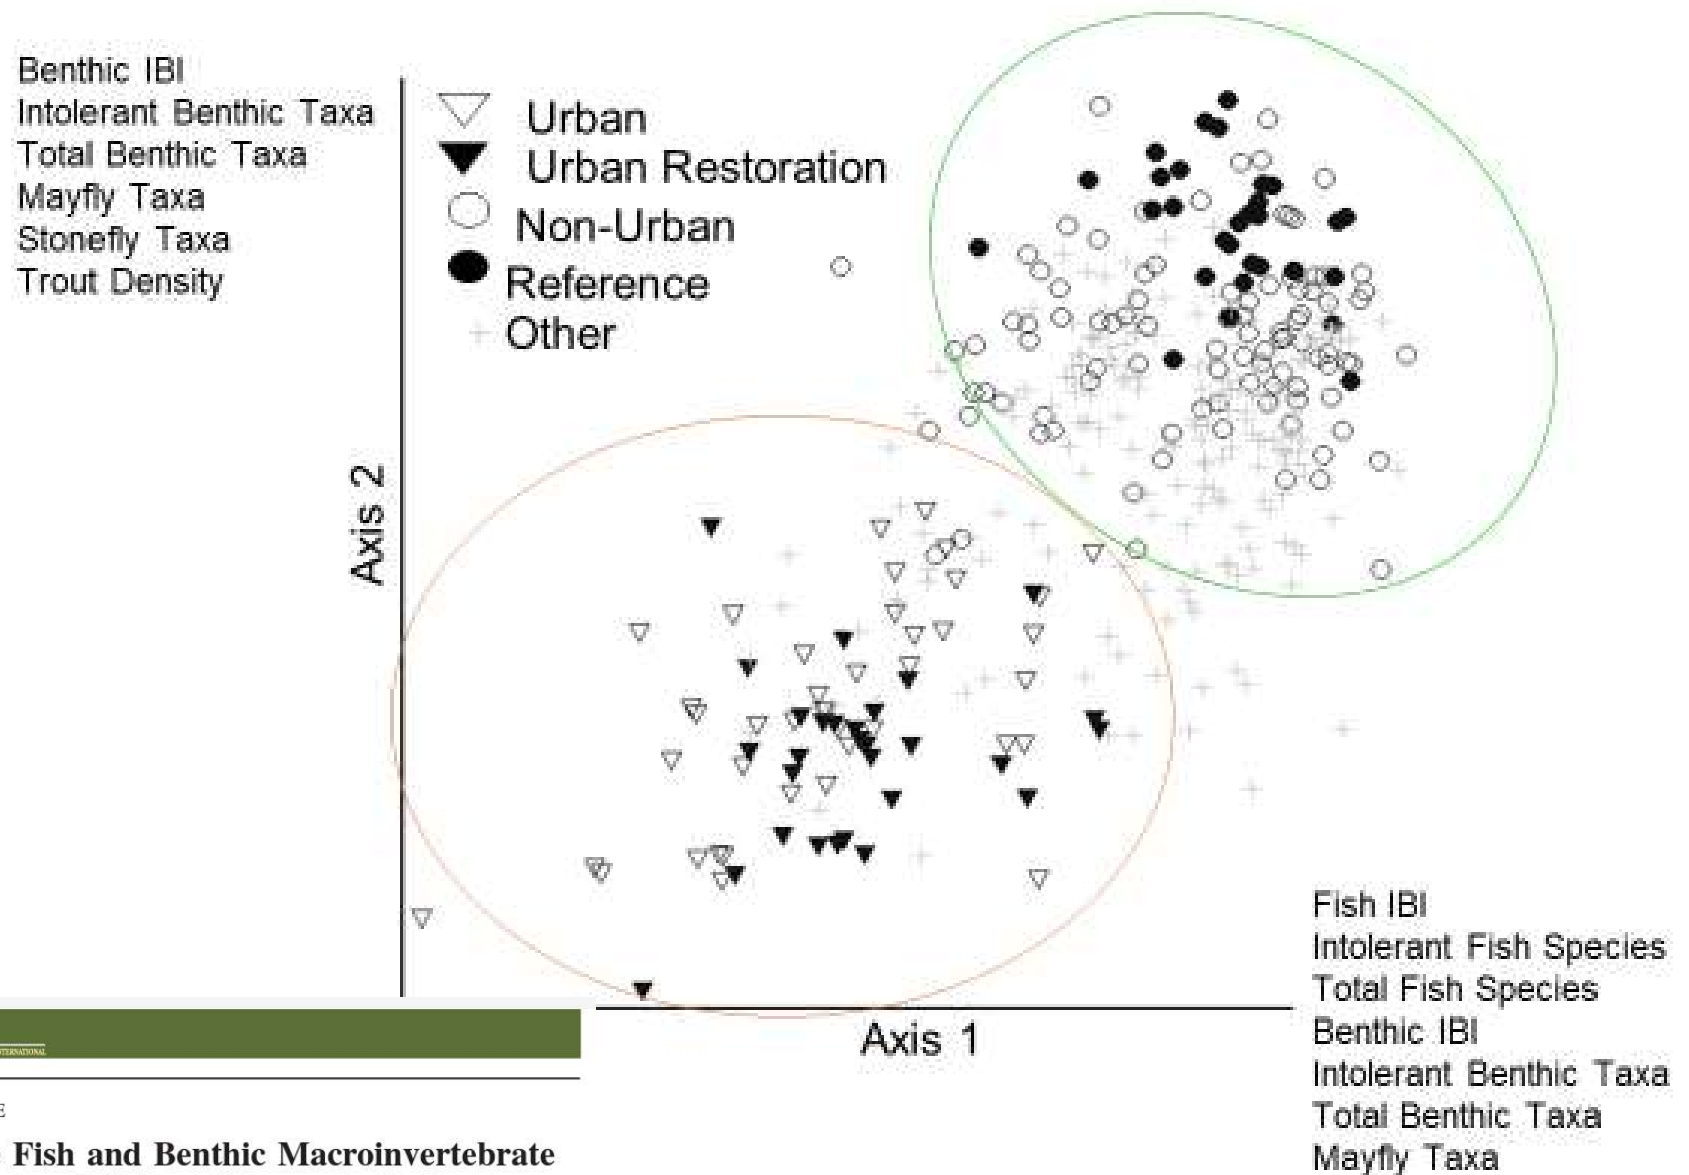 Benthic IBI
Intolerant Benthic Taxa
Total Benthic Taxa
Mayfly Taxa
Stonefly Taxa
Trout Density
Urban
Urban Restoration
Non-Urban
Reference
Other
Axis 2
Axis 1
Fish IBI
Intolerant Fish Species
Total Fish Species
Benthic IBI
Intolerant Benthic Taxa
Total Benthic Taxa
Mayfly Taxa
INTERNATIONAL
E
Fish and Benthic Macroinvertebrate